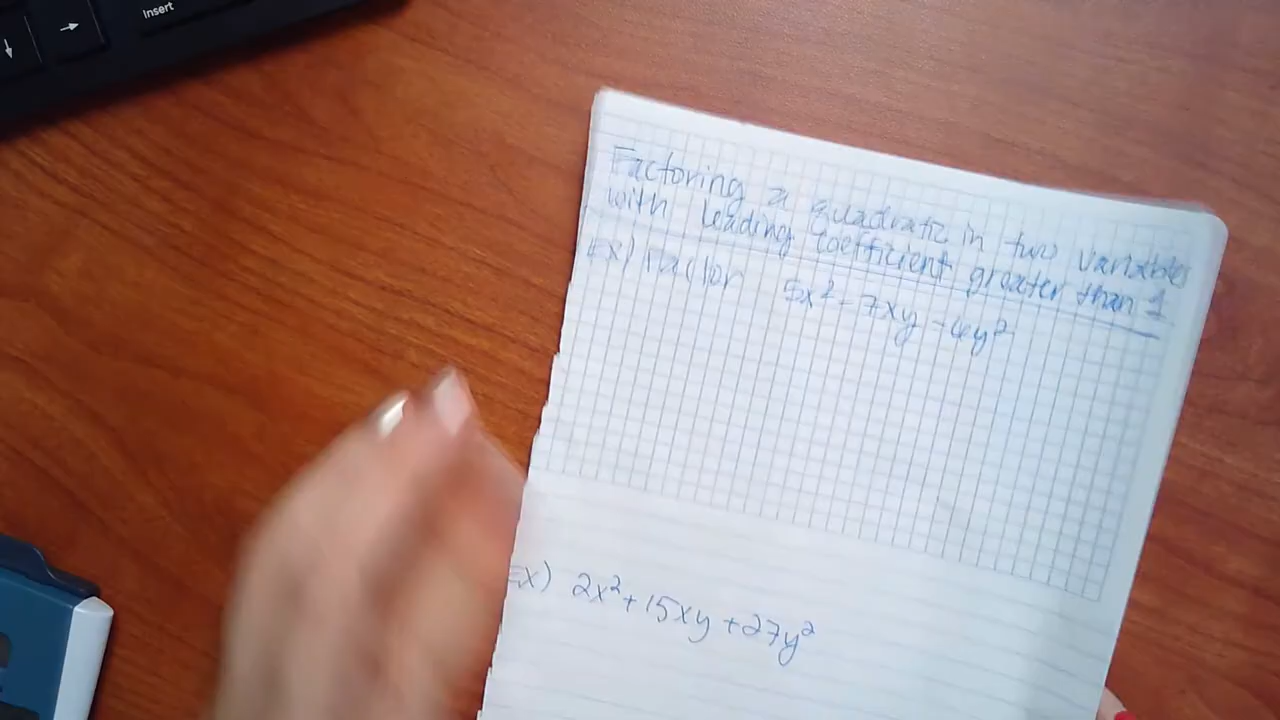 Insert
Factoring a quadratic in two variables
with leading coefficient greater than 1
Ex) Factor 5x² - 7xy - 6y²
Ex) 2x² + 15xy + 27y²